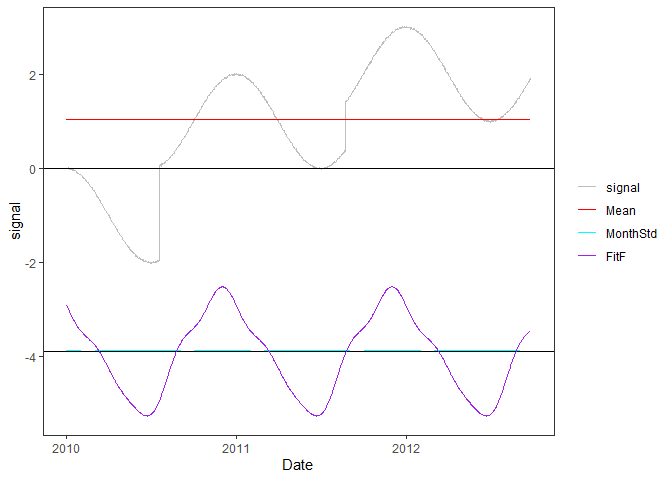 signal
2
0
-2
-4
2010
2011
2012
Date
signal
Mean
MonthStd
FitF